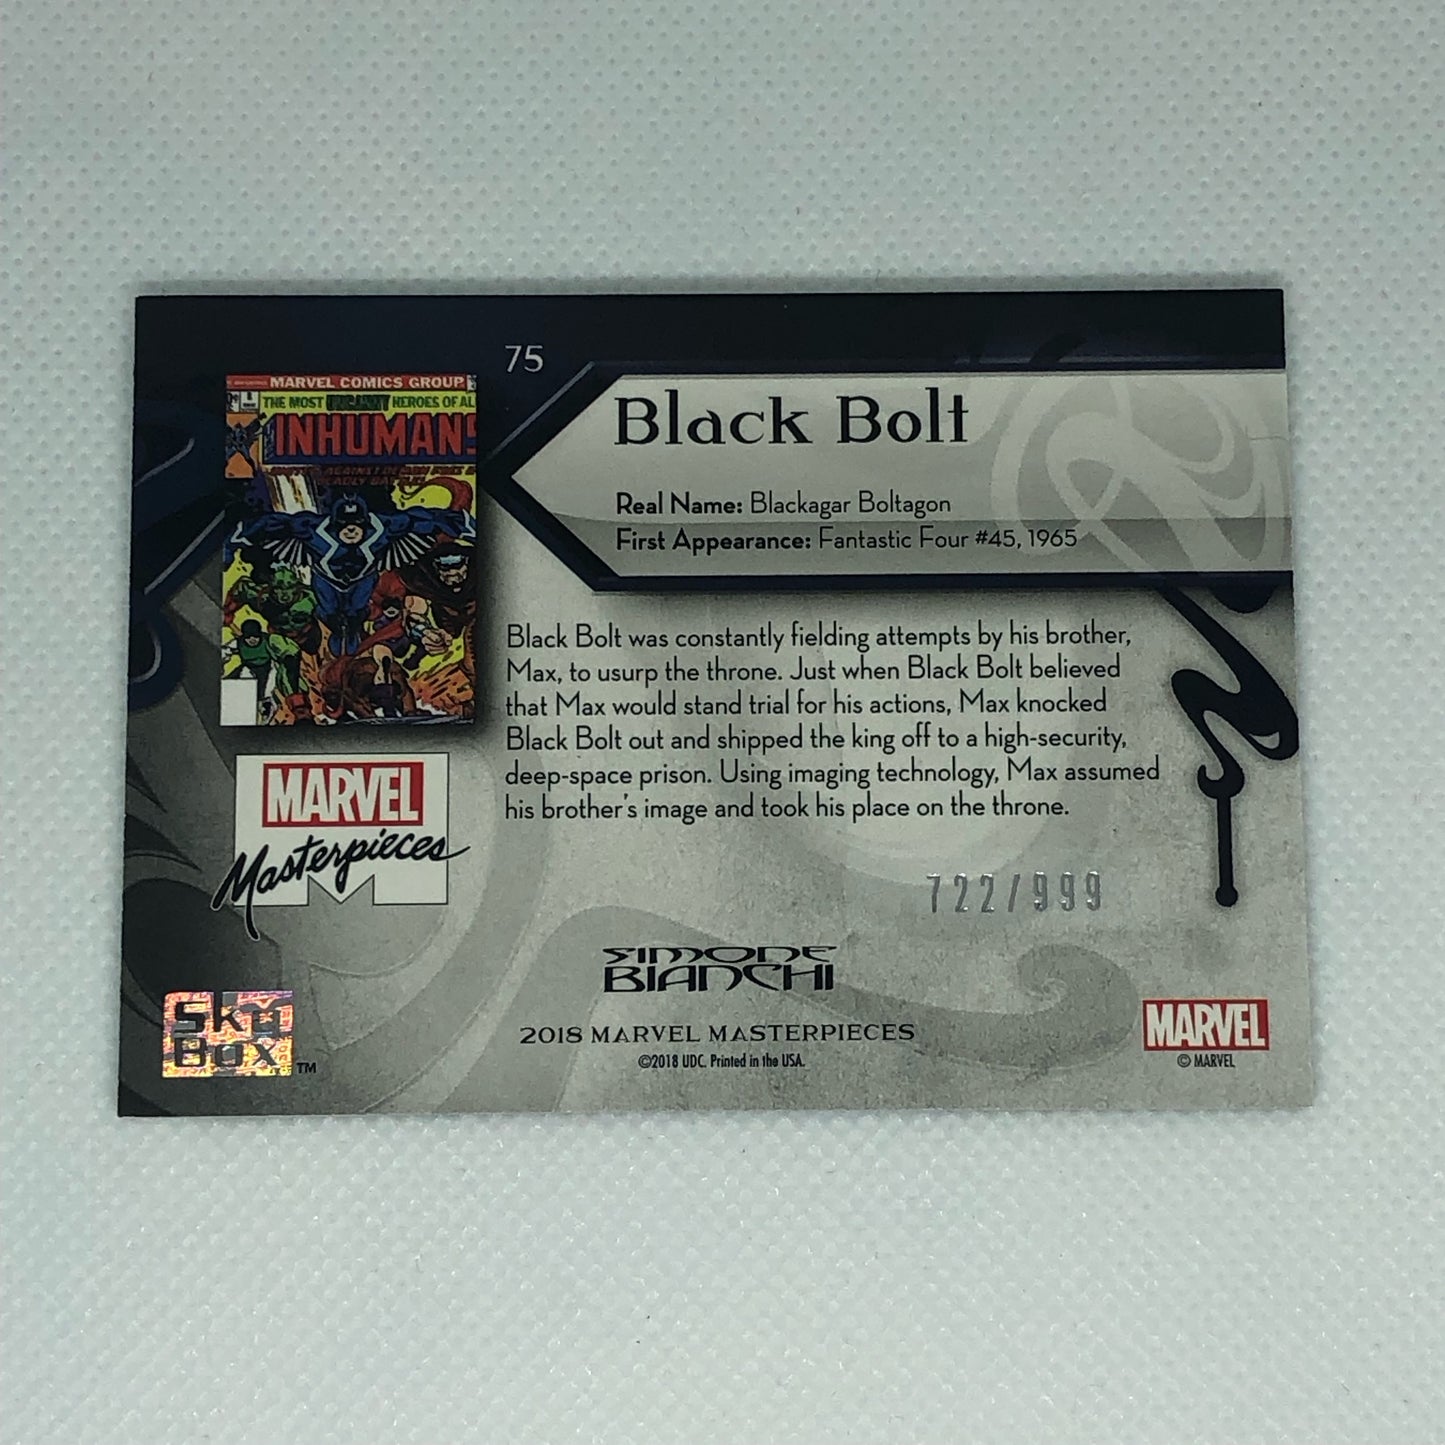 75
MARVEL COMICS GROUP
THE MOST UNCANNY HEROES OF AL
INHUMANS
8
Black Bolt
Real Name: Blackagar Boltagon
First Appearance: Fantastic Four #45, 1965
Black Bolt was constantly fielding attempts by his brother,
Max, to usurp the throne. Just when Black Bolt believed
that Max would stand trial for his actions, Max knocked
Black Bolt out and shipped the king off to a high-security,
deep-space prison. Using imaging technology, Max assumed
his brother's image and took his place on the throne.
MARVEL
Masterpieces
722/999
SIMONE
BIANCHI
Sky
Box
TM
2018 MARVEL MASTERPIECES
©2018 UDC. Printed in the USA.
MARVEL
© MARVEL